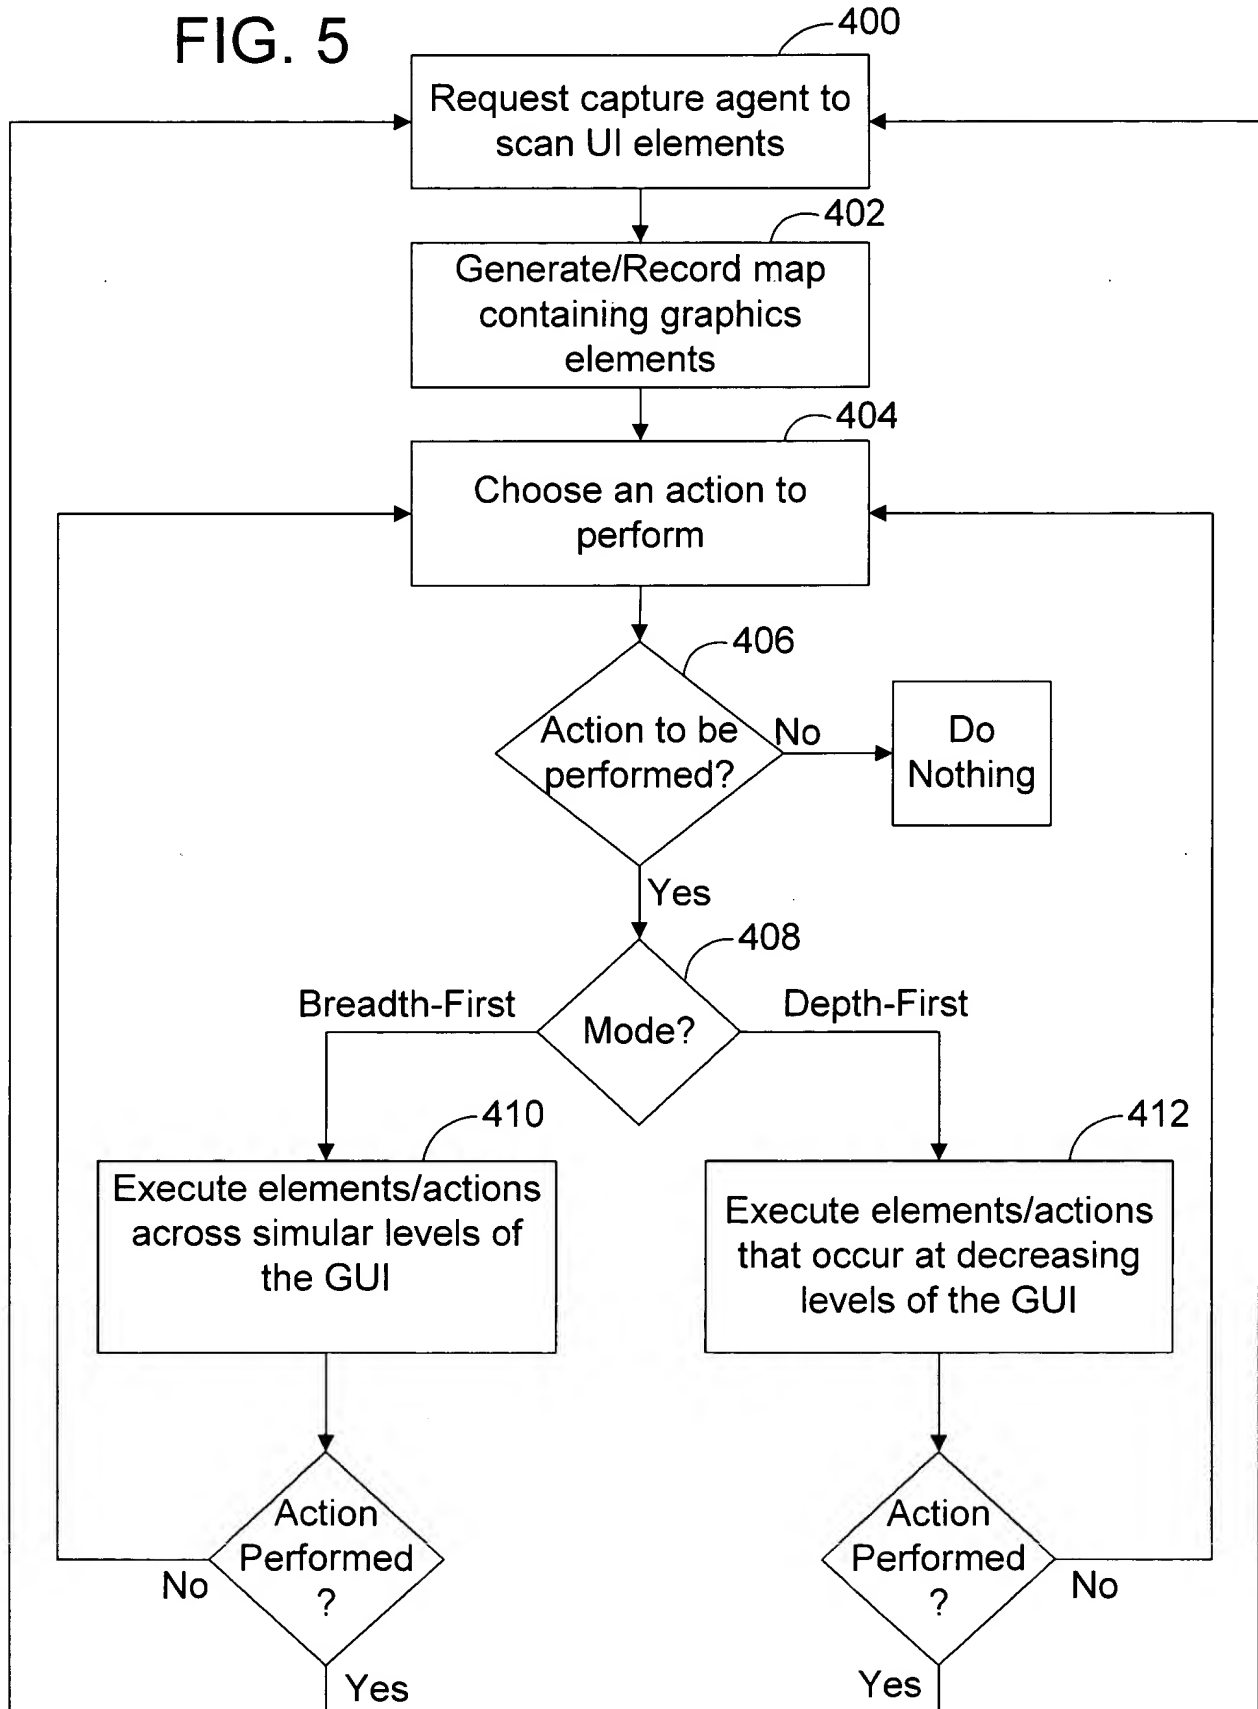 FIG. 5
400
Request capture agent to
scan UI elements
402
Generate/Record map
containing graphics
elements
404
Choose an action to
perform
406
Action to be
performed?
No
Do
Nothing
Yes
408
Breadth-First
Mode?
Depth-First
410
Execute elements/actions
across simular levels of
the GUI
412
Execute elements/actions
that occur at decreasing
levels of the GUI
Action
Performed
?
No
Yes
Action
Performed
?
No
Yes